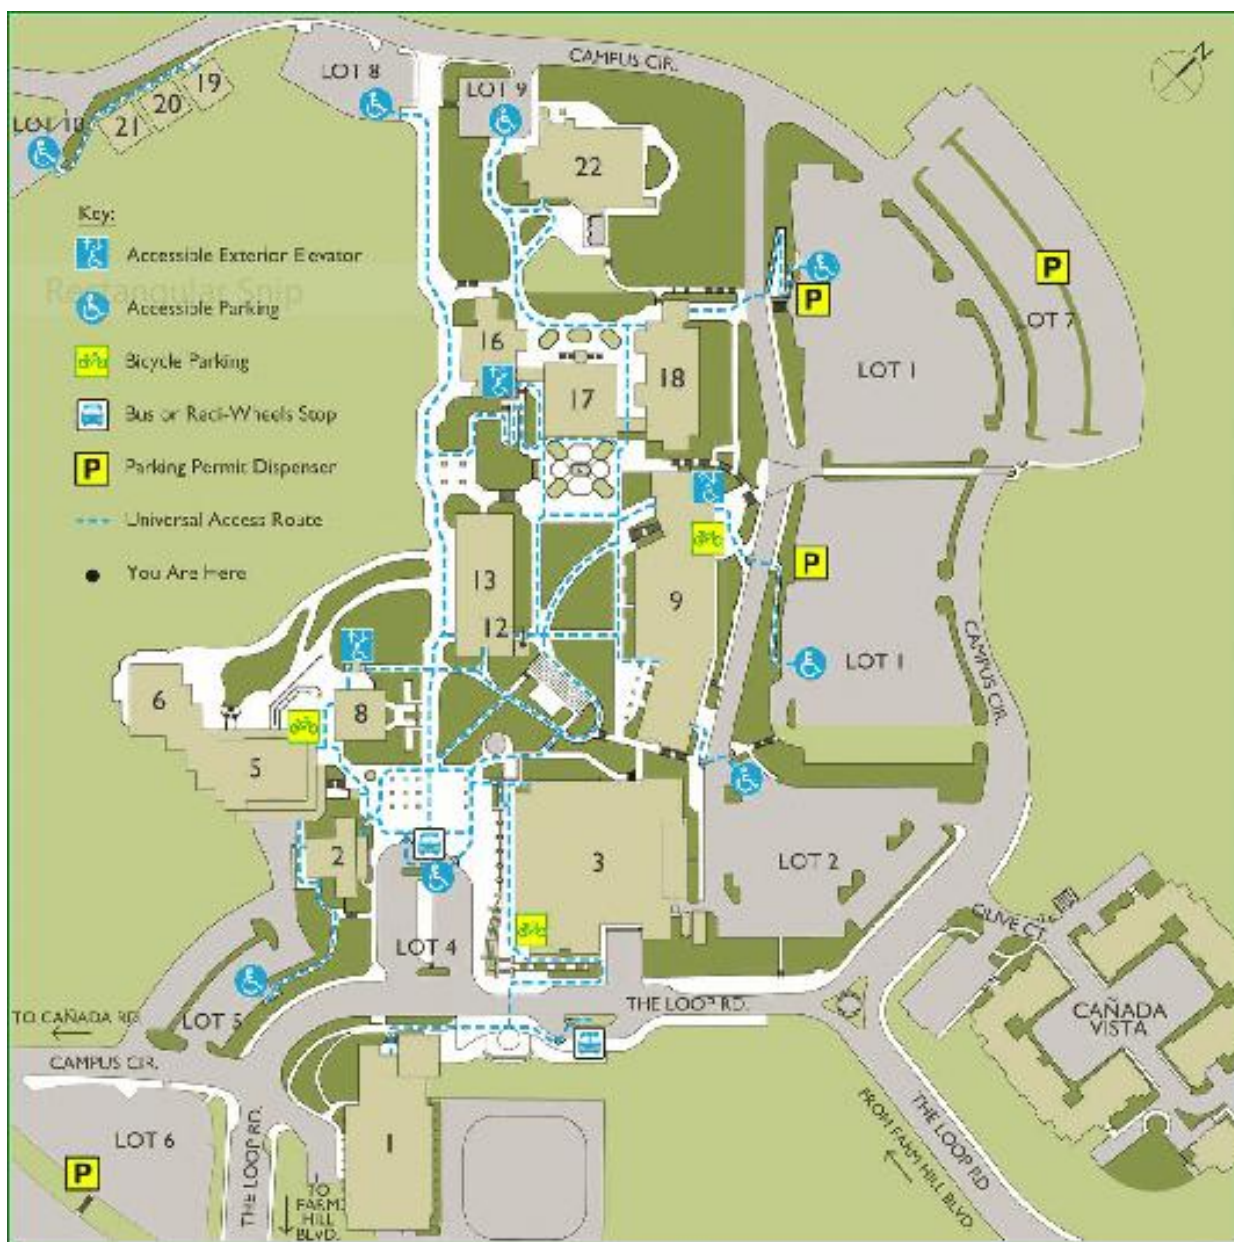 CAMPUS CIR.
N
LOT 8
19
20
21
LOT 9
LOT 10
22
Key:
Accessible Exterior Elevator
Accessible Parking
Rectangular Snip
Bicycle Parking
Bus or Redi-Wheels Stop
Parking Permit Dispenser
Universal Access Route
You Are Here
P
P
P
P
LOT 7
16
17
18
LOT 1
13
12
9
P
LOT 1
CAMPUS CIR.
6
8
5
2
3
LOT 2
LOT 4
OLIVE CT.
LOT 5
THE LOOP RD.
CAÑADA
VISTA
TO CAÑADA RD.
CAMPUS CIR.
LOT 6
THE LOOP RD.
1
TO
FARM
HILL
BLVD.
FROM FARM HILL BLVD.
THE LOOP RD.